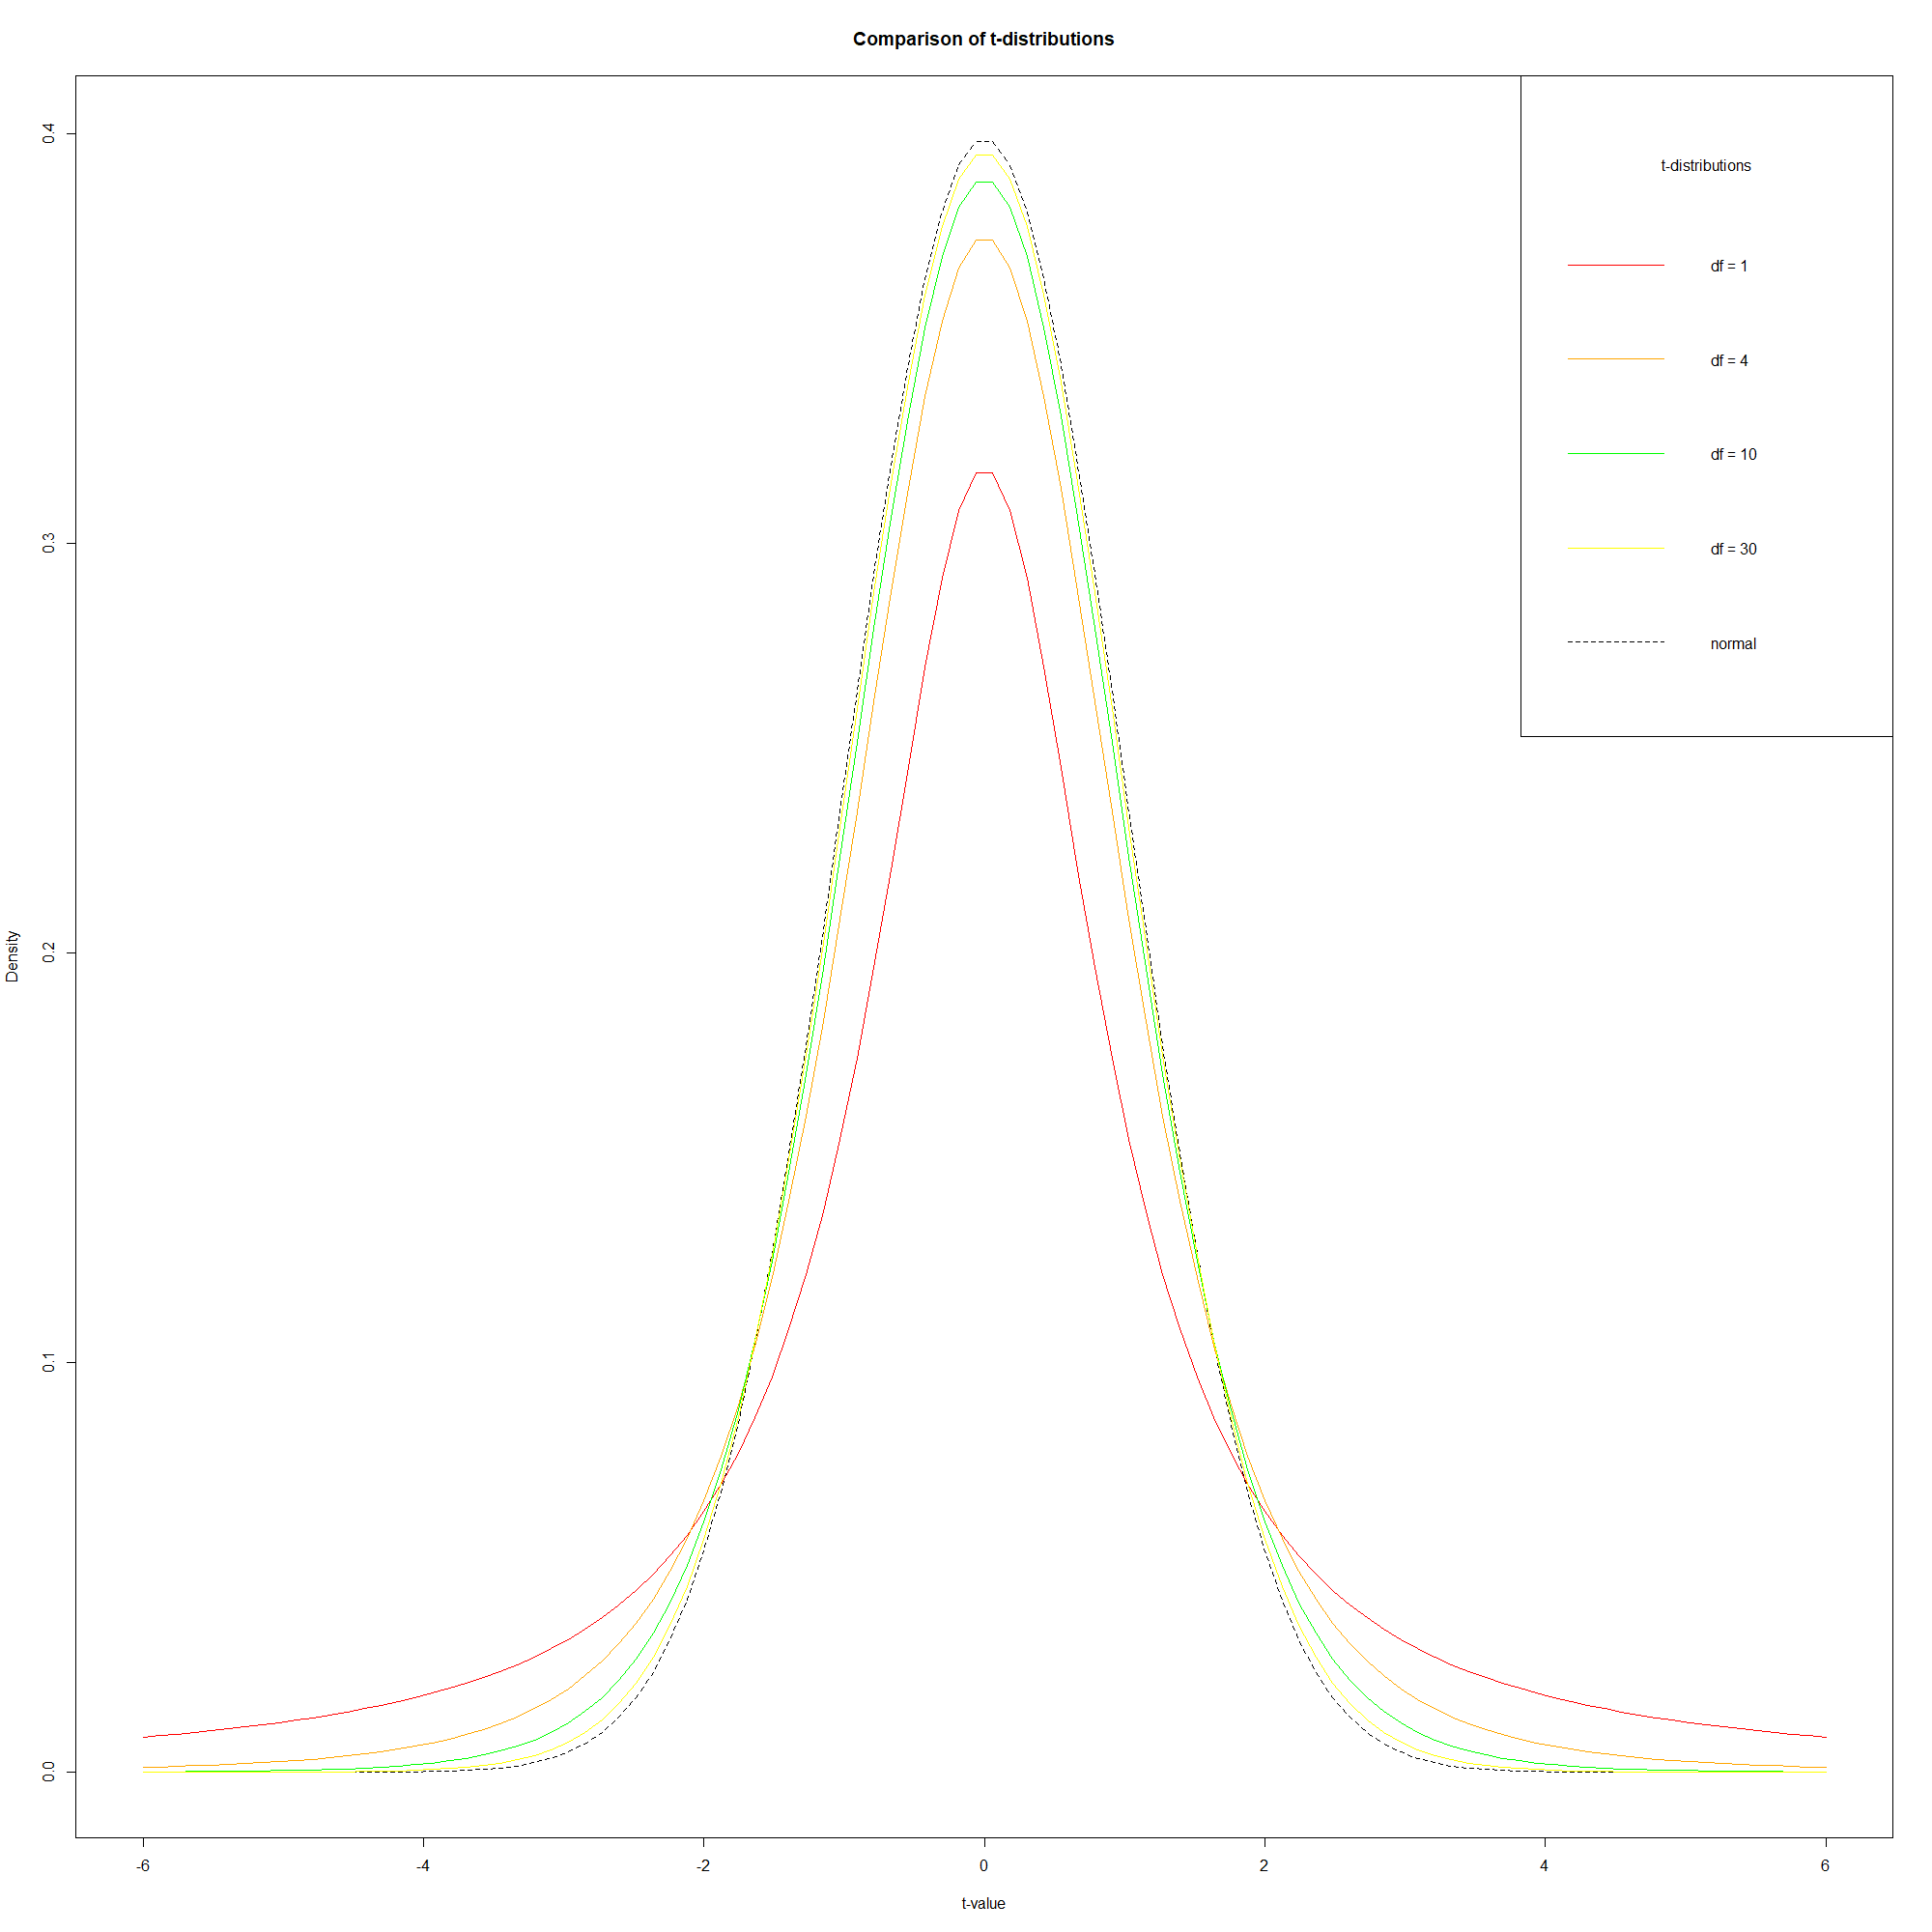 Comparison of t-distributions
t-distributions
df = 1
df = 4
df = 10
df = 30
normal
Density
0.4
0.3
0.2
0.1
0.0
-6
-4
-2
0
2
4
6
t-value